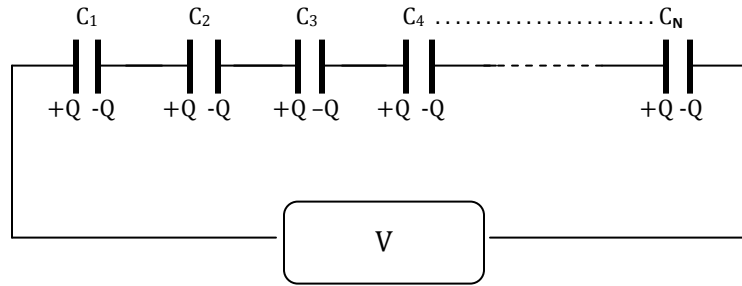 C₁ C₂ C₃ C₄ ........................ C𝐍
+Q -Q +Q -Q +Q –Q +Q -Q +Q -Q
V